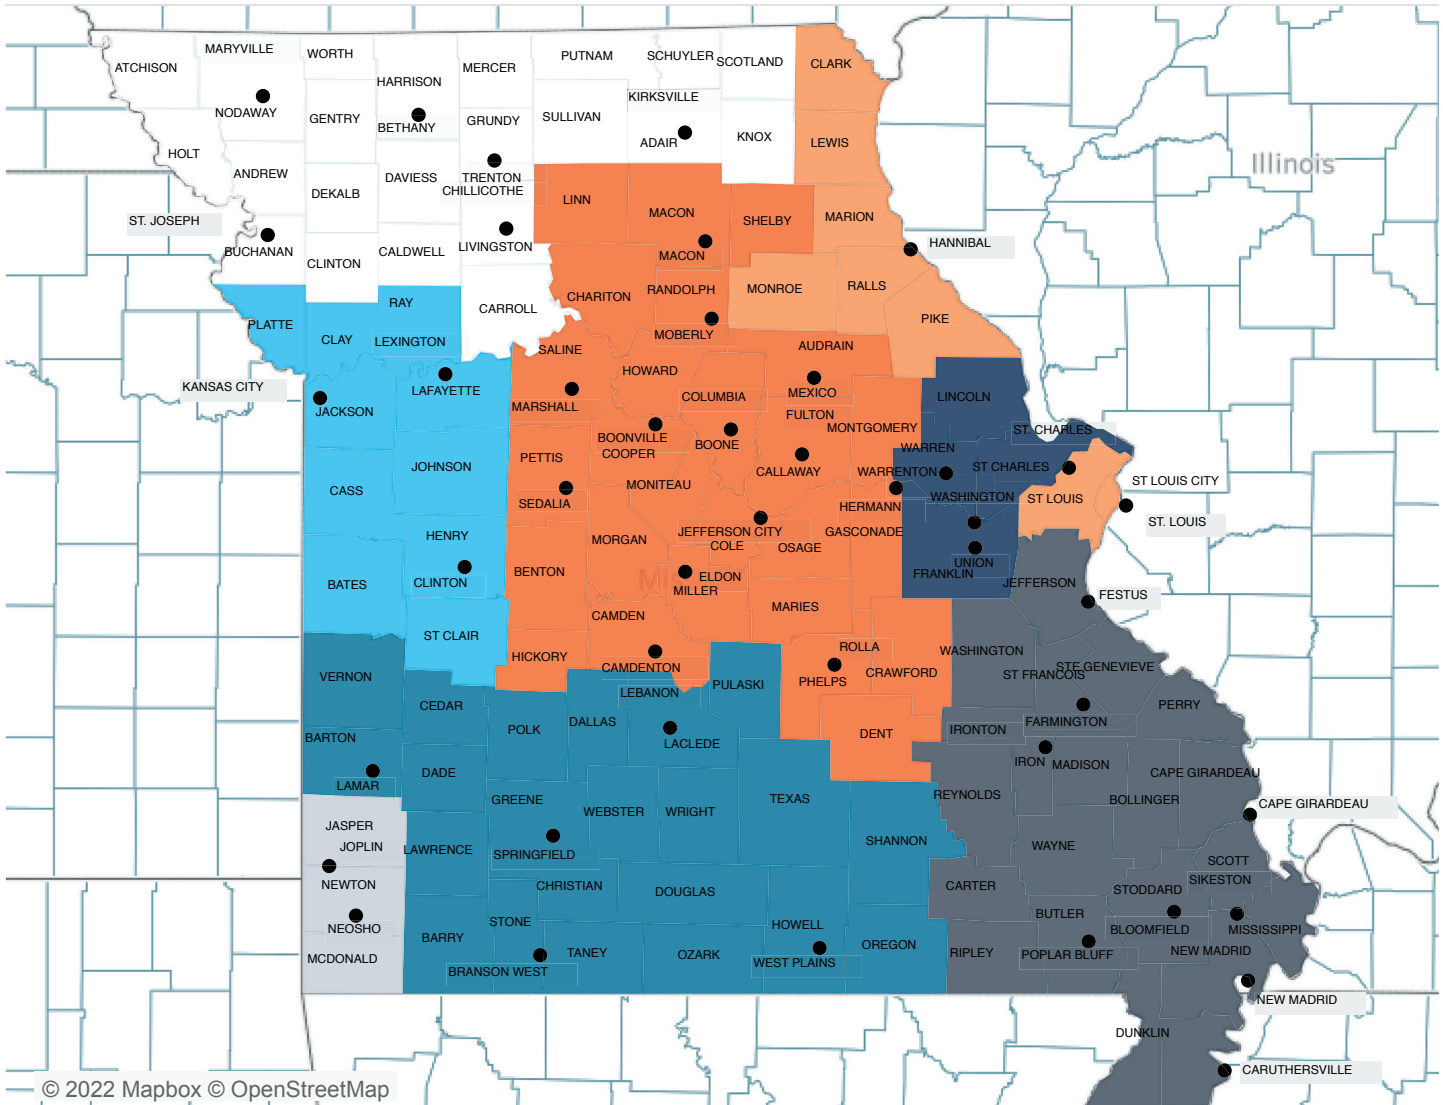 MARYVILLE
WORTH
PUTNAM
SCHUYLER
SCOTLAND
CLARK
ATCHISON
HARRISON
MERCER
KIRKSVILLE
NODAWAY
GENTRY
BETHANY
GRUNDY
SULLIVAN
ADAIR
KNOX
LEWIS
HOLT
ANDREW
DEKALB
DAVIESS
TRENTON
CHILLICOTHE
Illinois
LINN
MACON
SHELBY
MARION
ST. JOSEPH
BUCHANAN
CLINTON
CALDWELL
LIVINGSTON
MACON
HANNIBAL
CHARITON
RANDOLPH
MONROE
RALLS
PLATTE
RAY
CARROLL
PIKE
CLAY
LEXINGTON
SALINE
MOBERLY
AUDRAIN
HOWARD
KANSAS CITY
JACKSON
LAFAYETTE
MARSHALL
COLUMBIA
MEXICO
LINCOLN
FULTON
MONTGOMERY
ST. CHARLES
BOONVILLE
COOPER
BOONE
WARREN
JOHNSON
PETTIS
CALLAWAY
WARRENTON
ST CHARLES
CASS
SEDALIA
MONITEAU
HERMANN
WASHINGTON
ST LOUIS
ST LOUIS CITY
ST. LOUIS
HENRY
MORGAN
JEFFERSON CITY
COLE
OSAGE
GASCONADE
BATES
CLINTON
BENTON
ELDON
MILLER
UNION
FRANKLIN
JEFFERSON
FESTUS
ST CLAIR
CAMDEN
MARIES
HICKORY
CAMDENTON
ROLLA
PHELPS
CRAWFORD
WASHINGTON
STE GENEVIEVE
ST FRANCOIS
VERNON
CEDAR
LEBANON
PULASKI
PERRY
BARTON
POLK
DALLAS
LACLEDE
DENT
IRONTON
FARMINGTON
LAMAR
DADE
IRON
MADISON
CAPE GIRARDEAU
GREENE
WEBSTER
WRIGHT
TEXAS
REYNOLDS
BOLLINGER
CAPE GIRARDEAU
JASPER
JOPLIN
LAWRENCE
SPRINGFIELD
SHANNON
WAYNE
SCOTT
NEWTON
CHRISTIAN
DOUGLAS
CARTER
STODDARD
SIKESTON
NEOSHO
BARRY
STONE
HOWELL
BUTLER
BLOOMFIELD
MISSISSIPPI
MCDONALD
BRANSON WEST
TANEY
OZARK
WEST PLAINS
OREGON
RIPLEY
POPLAR BLUFF
NEW MADRID
NEW MADRID
DUNKLIN
CARUTHERSVILLE
© 2022 Mapbox © OpenStreetMap